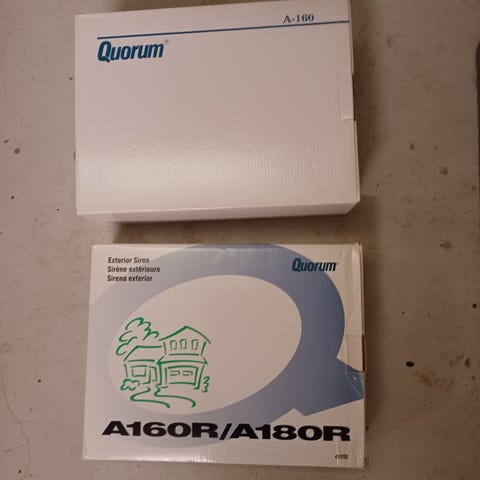 A-160
Quorum®
Exterior Siren
Sirène extérieure
Sirena exterior
Quorum
A160R/A180R